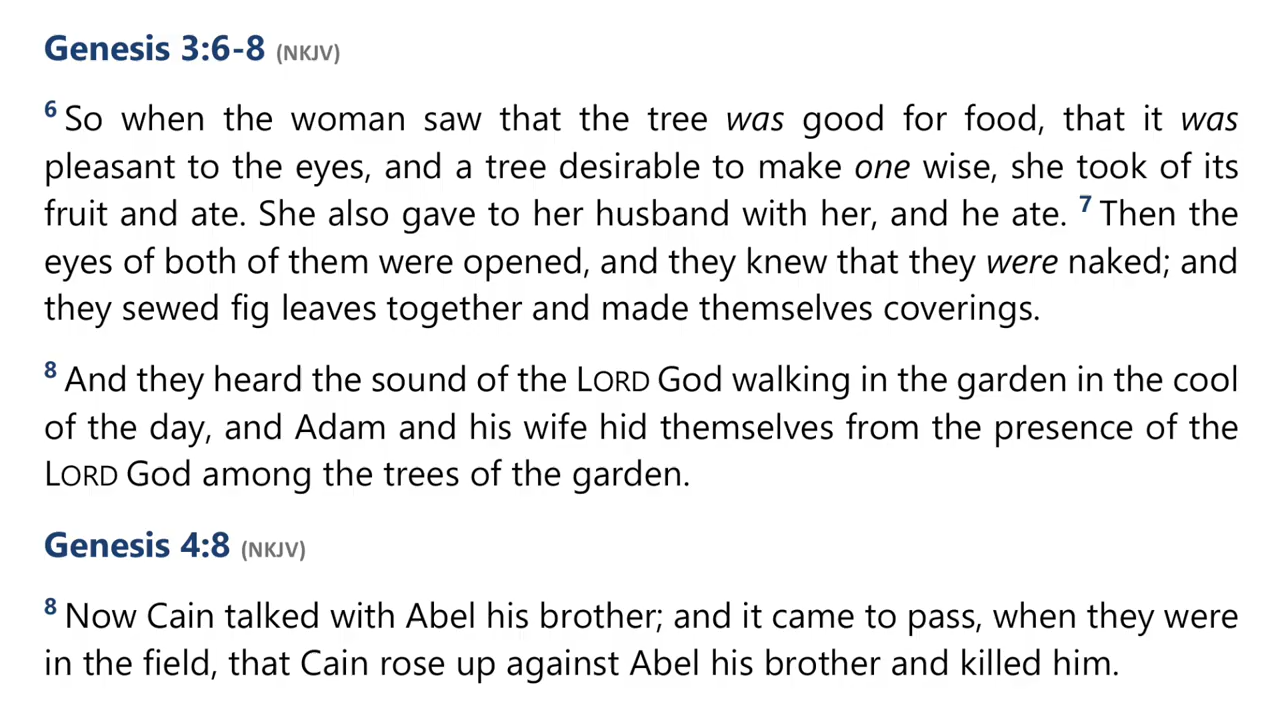 Genesis 3:6-8 (NKJV)
6 So when the woman saw that the tree was good for food, that it was
pleasant to the eyes, and a tree desirable to make one wise, she took of its
fruit and ate. She also gave to her husband with her, and he ate. 7 Then the
eyes of both of them were opened, and they knew that they were naked; and
they sewed fig leaves together and made themselves coverings.
8 And they heard the sound of the LORD God walking in the garden in the cool
of the day, and Adam and his wife hid themselves from the presence of the
LORD God among the trees of the garden.
Genesis 4:8 (NKJV)
8 Now Cain talked with Abel his brother; and it came to pass, when they were
in the field, that Cain rose up against Abel his brother and killed him.